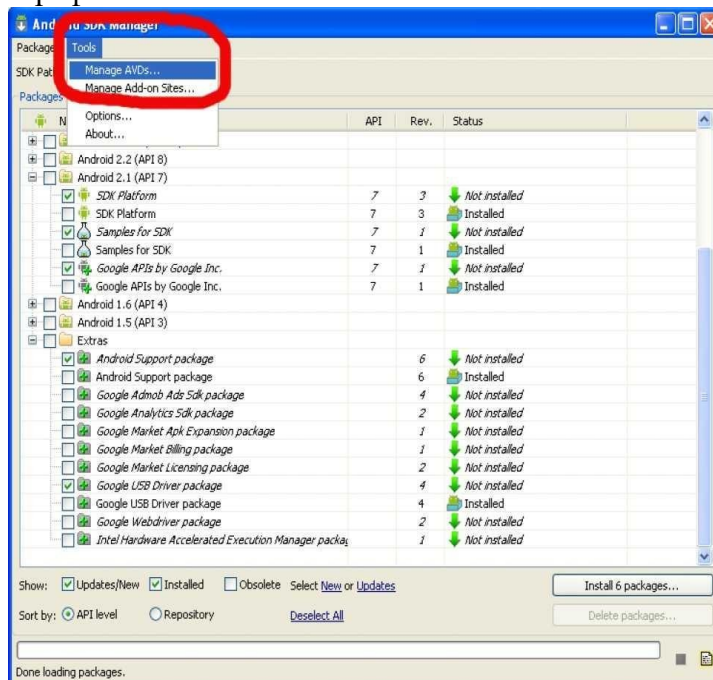 Android SDK Manager
Package Tools
SDK Pat Manage AVDs...
Manage Add-on Sites...
Packages
Options...
About...
N API Rev. Status
Android 2.2 (API 8)
Android 2.1 (API 7)
SDK Platform 7 3 Not installed
SDK Platform 7 3 Installed
Samples for SDK 7 1 Not installed
Samples for SDK 7 1 Installed
Google APIs by Google Inc. 7 1 Not installed
Google APIs by Google Inc. 7 1 Installed
Android 1.6 (API 4)
Android 1.5 (API 3)
Extras
Android Support package 6 Not installed
Android Support package 6 Installed
Google Admob Ads Sdk package 4 Not installed
Google Analytics Sdk package 2 Not installed
Google Market Apk Expansion package 1 Not installed
Google Market Billing package 1 Not installed
Google Market Licensing package 2 Not installed
Google USB Driver package 4 Not installed
Google USB Driver package 4 Installed
Google Webdriver package 2 Not installed
Intel Hardware Accelerated Execution Manager packag 1 Not installed
Show: Updates/New Installed Obsolete Select New or Updates Install 6 packages...
Sort by: API level Repository Deselect All Delete packages...
Done loading packages.